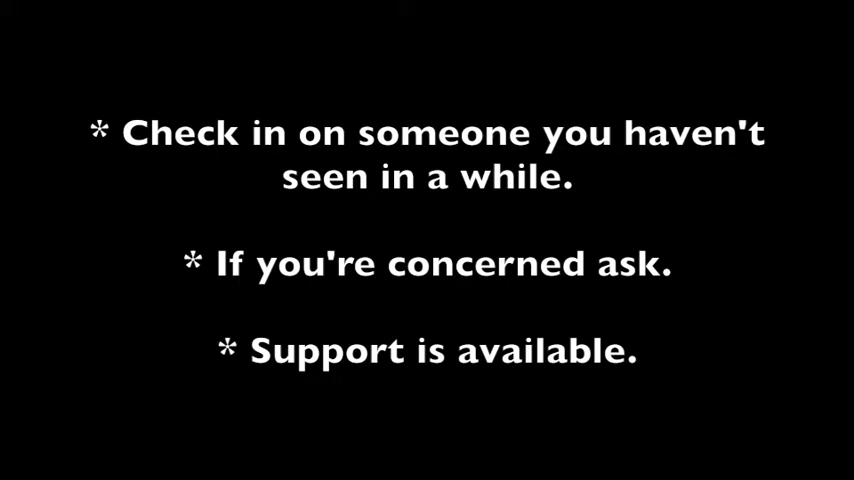 * Check in on someone you haven't
seen in a while.
* If you're concerned ask.
* Support is available.